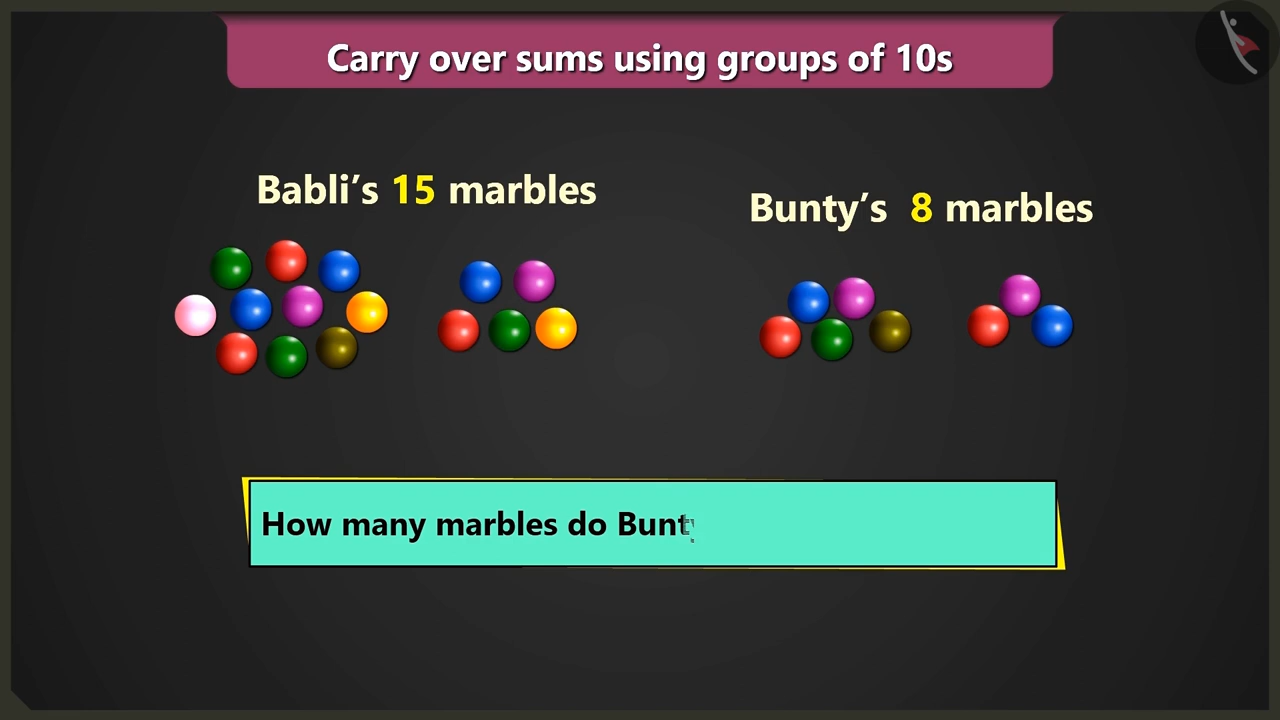 Carry over sums using groups of 10s
Babli’s 15 marbles
Bunty’s 8 marbles
How many marbles do Bunt